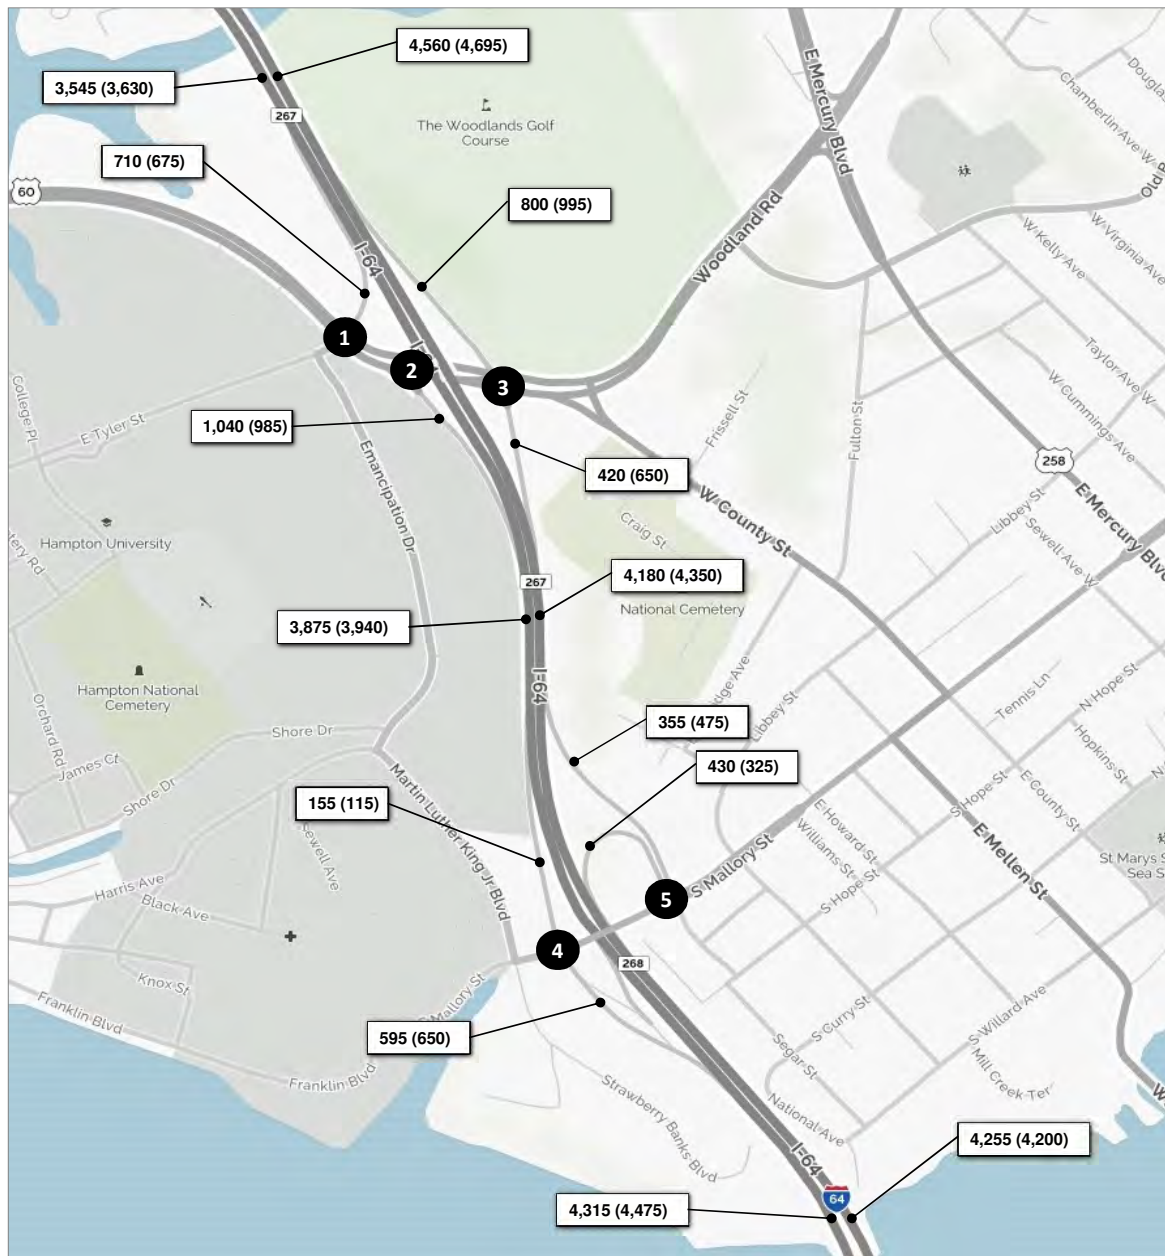 4,560 (4,695)
3,545 (3,630)
267
The Woodlands Golf
Course
E Mercury Blvd
Chamberlin Ave W
710 (675)
60
800 (995)
I-64
Woodland Rd
W Kelly Ave
W Virginia Ave
1
2
3
College Pl
E Tyler St
1,040 (985)
Emancipation Dr
420 (650)
Frissell St
Fulton St
Taylor Ave W
W Cummings Ave
258
E Mercury Blvd
W County St
Craig St
Libbey St
Sewell Ave W
Hampton University
267
4,180 (4,350)
National Cemetery
3,875 (3,940)
I-64
Hampton National
Cemetery
Orchard Rd
James Ct
Shore Dr
Shore Dr
355 (475)
Libbey St
Tennis Ln
N Hope St
Hopkins St
430 (325)
155 (115)
Martin Luther King Jr Blvd
Sewell Ave
Harris Ave
Black Ave
S Mallory St
E Howard St
Williams St
S Hope St
S Hope St
E County St
E Mellen St
St Marys
5
4
268
Knox St
Franklin Blvd
Franklin Blvd
595 (650)
S Curry St
S Willard Ave
Segar St
Mill Creek Ter
National Ave
Strawberry Banks Blvd
I-64
64
4,255 (4,200)
4,315 (4,475)